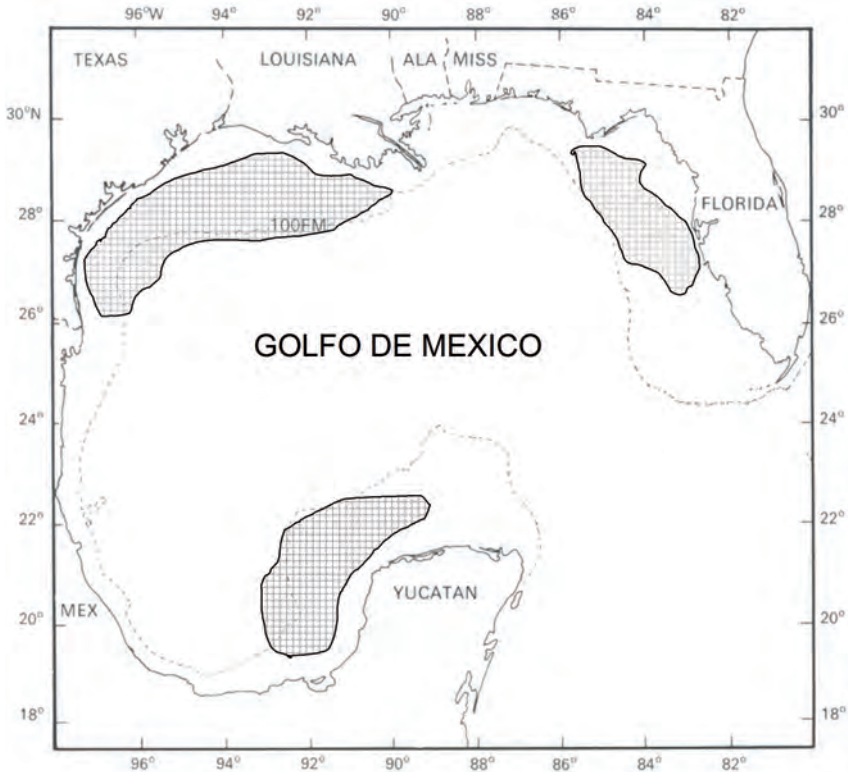 96°W 94° 92° 90° 88° 86° 84° 82°
TEXAS LOUISIANA ALA MISS
30°N 30°
FLORIDA
28° 28°
100FM
26° 26°
GOLFO DE MEXICO
24° 24°
22° 22°
YUCATAN
MEX
20° 20°
18° 18°
96° 94° 92° 90° 86° 84° 82°